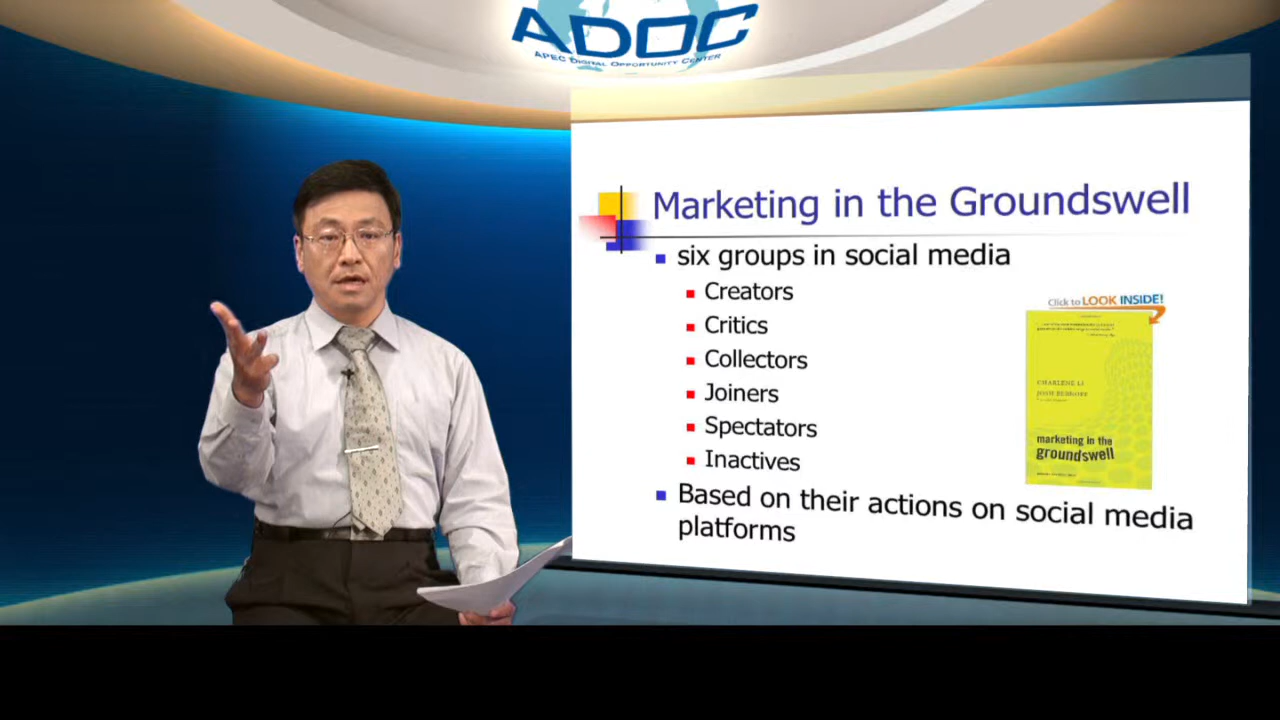 ADOC
APEC DIGITAL OPPORTUNITY CENTER
Marketing in the Groundswell
six groups in social media
Creators
Critics
Collectors
Joiners
Spectators
Inactives
Based on their actions on social media
platforms
Click to LOOK INSIDE!
CHARLENE LI
JOSH BERNOFF
marketing in the
groundswell